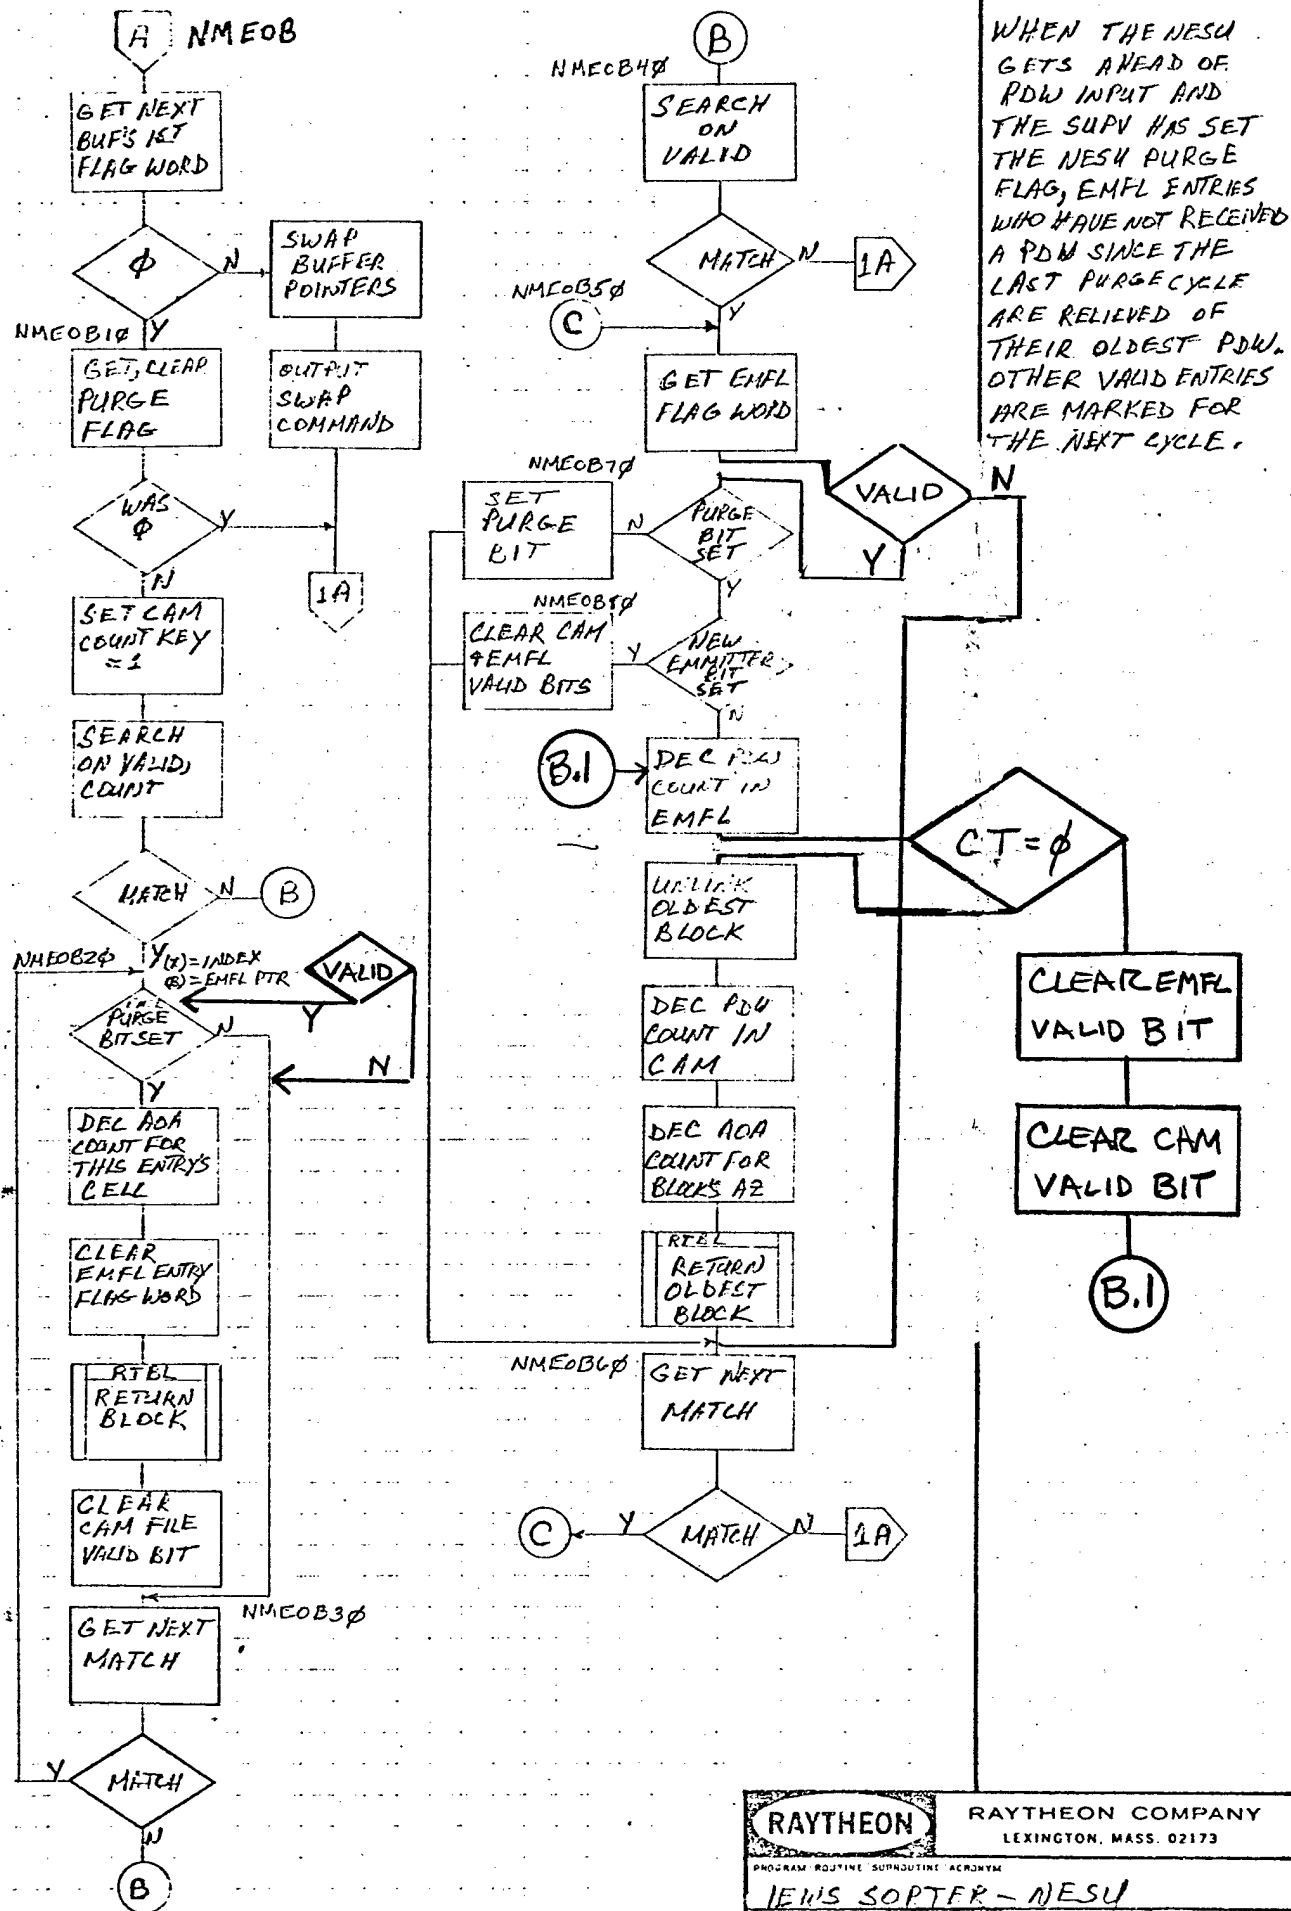 A NMEOB
GET NEXT
BUF'S 1ST
FLAG WORD
φ
N
SWAP
BUFFER
POINTERS
NMEOB1φ
Y
GET, CLEAR
PURGE
FLAG
OUTPUT
SWAP
COMMAND
WAS
φ
Y
N
1A
SET CAM
COUNT KEY
= 1
SEARCH
ON VALID,
COUNT
MATCH
N
B
NMEOB2φ
Y (X)=INDEX
(B)=EMFL PTR
VALID
Y
N
PURGE
BIT SET
N
Y
DEC AOA
COUNT FOR
THIS ENTRY'S
CELL
CLEAR
EMFL ENTRY
FLAG WORD
RTBL
RETURN
BLOCK
CLEAR
CAM FILE
VALID BIT
NMEOB3φ
GET NEXT
MATCH
Y
MATCH
N
B
B
NMEOB4φ
SEARCH
ON
VALID
MATCH
N
1A
NMEOB5φ
Y
C
GET EMFL
FLAG WORD
VALID
N
Y
NMEOB7φ
SET
PURGE
BIT
N
PURGE
BIT
SET
Y
CLEAR CAM
& EMFL
VALID BITS
Y
NEW
EMMITTER
BIT
SET
N
B.1
DEC PDW
COUNT IN
EMFL
CT = φ
UNLINK
OLDEST
BLOCK
CLEAR EMFL
VALID BIT
DEC PDW
COUNT IN
CAM
CLEAR CAM
VALID BIT
DEC AOA
COUNT FOR
BLOCK'S AZ
B.1
RTBL
RETURN
OLDEST
BLOCK
NMEOB6φ
GET NEXT
MATCH
C
Y
MATCH
N
1A
WHEN THE NESU
GETS AHEAD OF
PDW INPUT AND
THE SUPV HAS SET
THE NESU PURGE
FLAG, EMFL ENTRIES
WHO HAVE NOT RECEIVED
A PDW SINCE THE
LAST PURGE CYCLE
ARE RELIEVED OF
THEIR OLDEST PDW.
OTHER VALID ENTRIES
ARE MARKED FOR
THE NEXT CYCLE.
RAYTHEON
RAYTHEON COMPANY
LEXINGTON, MASS. 02173
PROGRAM ROUTINE SUBROUTINE ACRONYM
SORTER - NESU